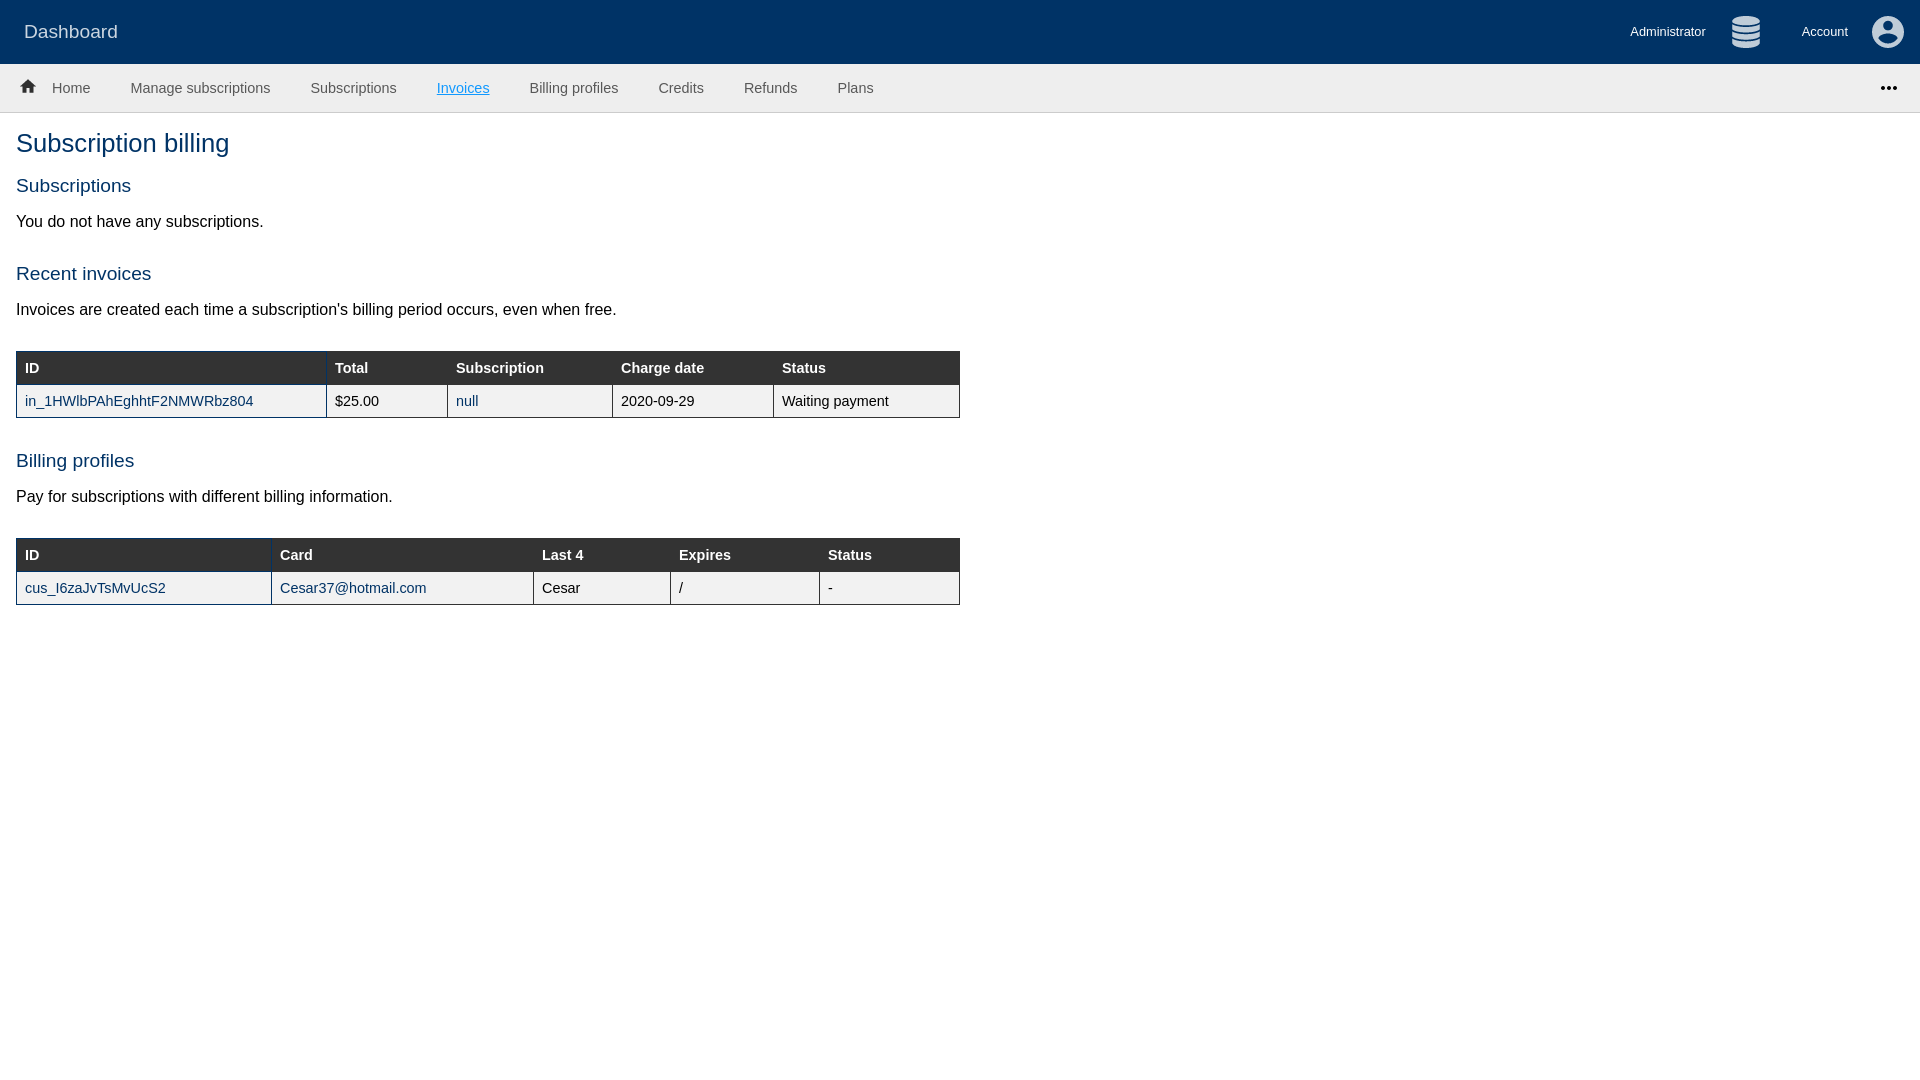 Dashboard Administrator Account
Home Manage subscriptions Subscriptions Invoices Billing profiles Credits Refunds Plans
Subscription billing
Subscriptions
You do not have any subscriptions.
Recent invoices
Invoices are created each time a subscription's billing period occurs, even when free.
ID Total Subscription Charge date Status
in_1HWlbPAhEghhtF2NMWRbz804 $25.00 null 2020-09-29 Waiting payment
Billing profiles
Pay for subscriptions with different billing information.
ID Card Last 4 Expires Status
cus_I6zaJvTsMvUcS2 Cesar37@hotmail.com Cesar / -